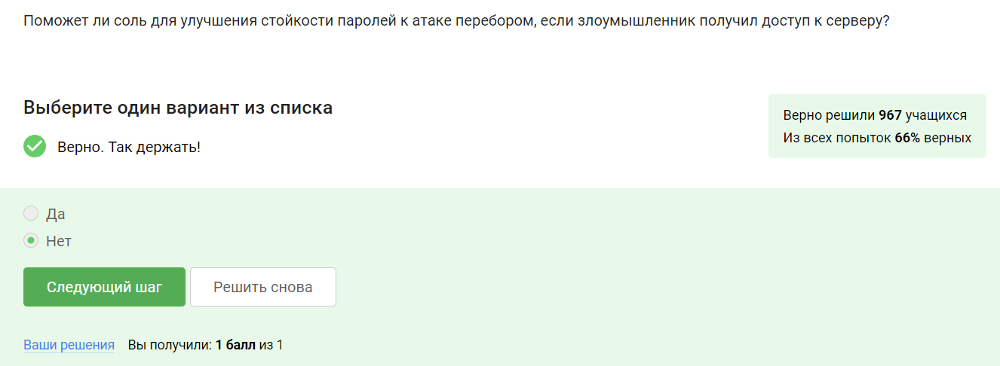 Поможет ли соль для улучшения стойкости паролей к атаке перебором, если злоумышленник получил доступ к серверу?
Выберите один вариант из списка
Верно. Так держать!
Верно решили 967 учащихся
Из всех попыток 66% верных
Да
Нет
Следующий шаг
Решить снова
Ваши решения Вы получили: 1 балл из 1